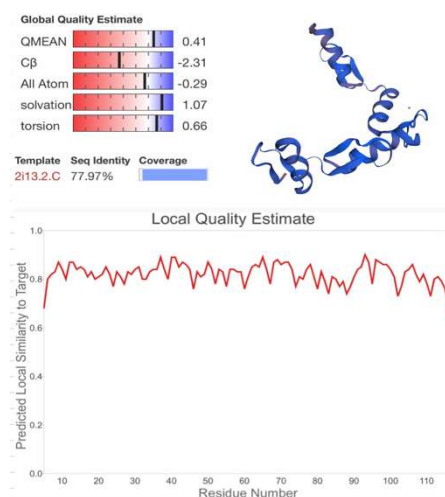 Global Quality Estimate
QMEAN 0.41
Cβ -2.31
All Atom -0.29
solvation 1.07
torsion 0.66
Template Seq Identity Coverage
2i13.2.C 77.97%
Local Quality Estimate
Predicted Local Similarity to Target
1.0
0.8
0.6
0.4
0.2
0.0
10 20 30 40 50 60 70 80 90 100 110
Residue Number